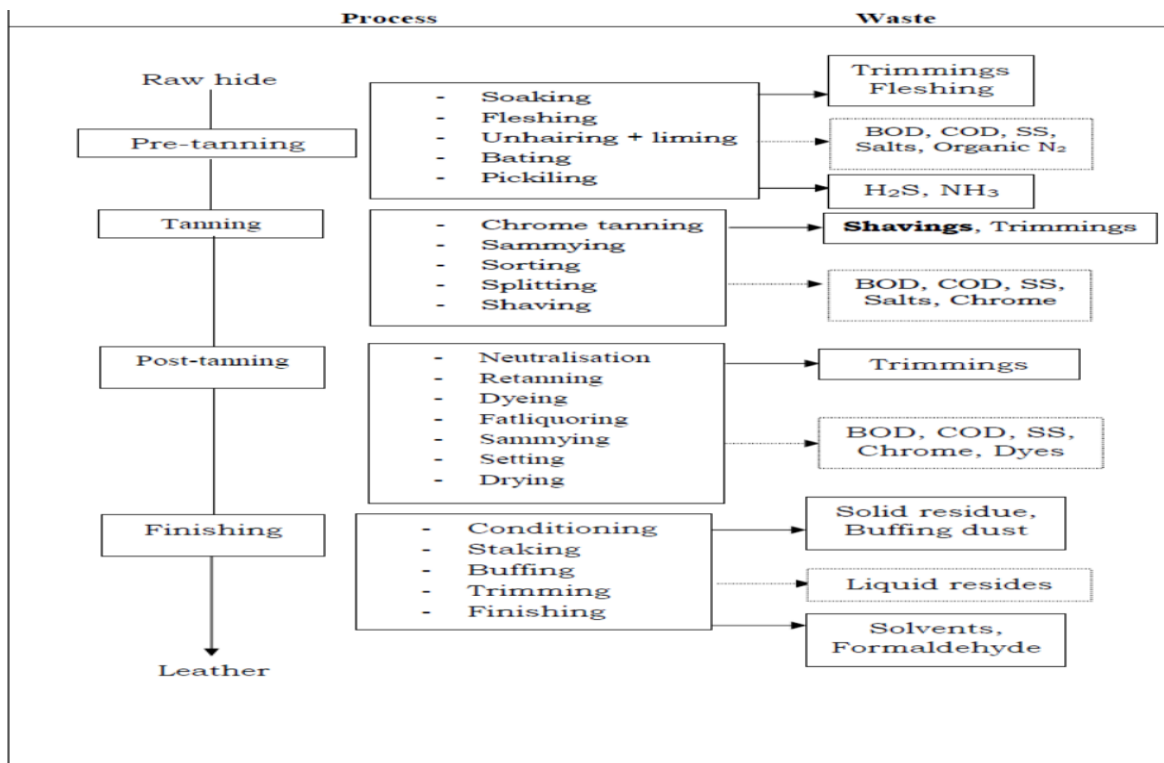 Process
Waste
Raw hide
Pre-tanning
Tanning
Post-tanning
Finishing
Leather
- Soaking
- Fleshing
- Unhairing + liming
- Bating
- Pickiling
Trimmings
Fleshing
BOD, COD, SS,
Salts, Organic N₂
H₂S, NH₃
- Chrome tanning
- Sammying
- Sorting
- Splitting
- Shaving
Shavings, Trimmings
BOD, COD, SS,
Salts, Chrome
- Neutralisation
- Retanning
- Dyeing
- Fatliquoring
- Sammying
- Setting
- Drying
Trimmings
BOD, COD, SS,
Chrome, Dyes
- Conditioning
- Staking
- Buffing
- Trimming
- Finishing
Solid residue,
Buffing dust
Liquid resides
Solvents,
Formaldehyde